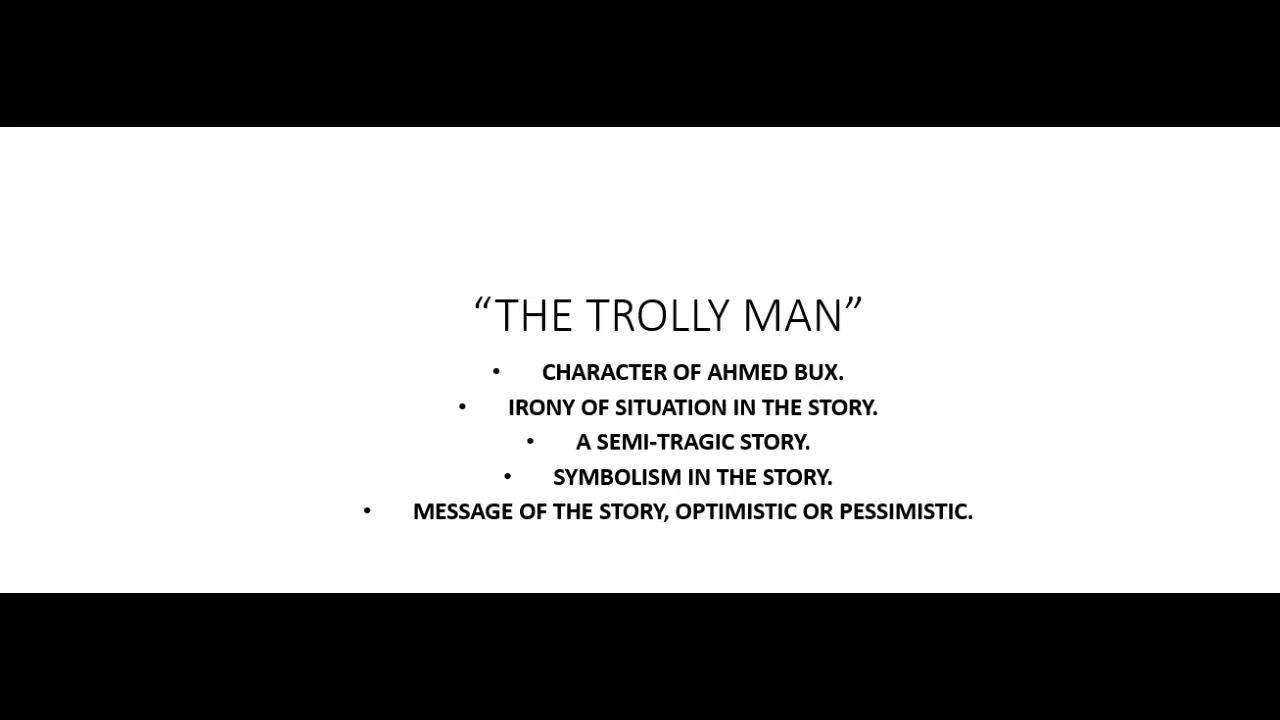 “THE TROLLY MAN”
• CHARACTER OF AHMED BUX.
• IRONY OF SITUATION IN THE STORY.
• A SEMI-TRAGIC STORY.
• SYMBOLISM IN THE STORY.
• MESSAGE OF THE STORY, OPTIMISTIC OR PESSIMISTIC.